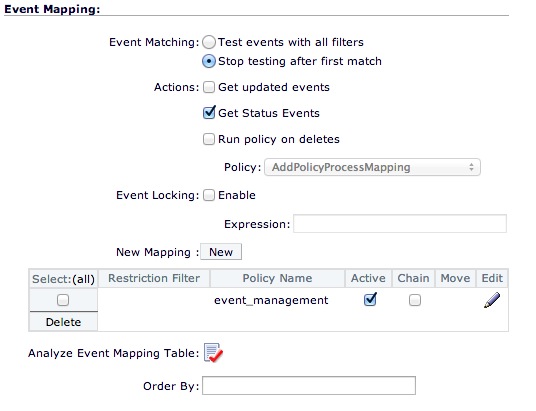 Event Mapping:
Event Matching: Test events with all filters
Stop testing after first match
Actions: Get updated events
Get Status Events
Run policy on deletes
Policy: AddPolicyProcessMapping
Event Locking: Enable
Expression:
New Mapping : New
Select:(all) Restriction Filter Policy Name Active Chain Move Edit
event_management
Delete
Analyze Event Mapping Table:
Order By: